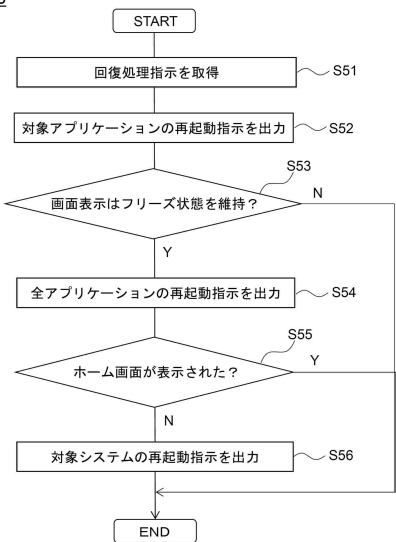 START
回復処理指示を取得
S51
対象アプリケーションの再起動指示を出力
S52
S53
画面表示はフリーズ状態を維持？
N
Y
全アプリケーションの再起動指示を出力
S54
S55
ホーム画面が表示された？
Y
N
対象システムの再起動指示を出力
S56
END